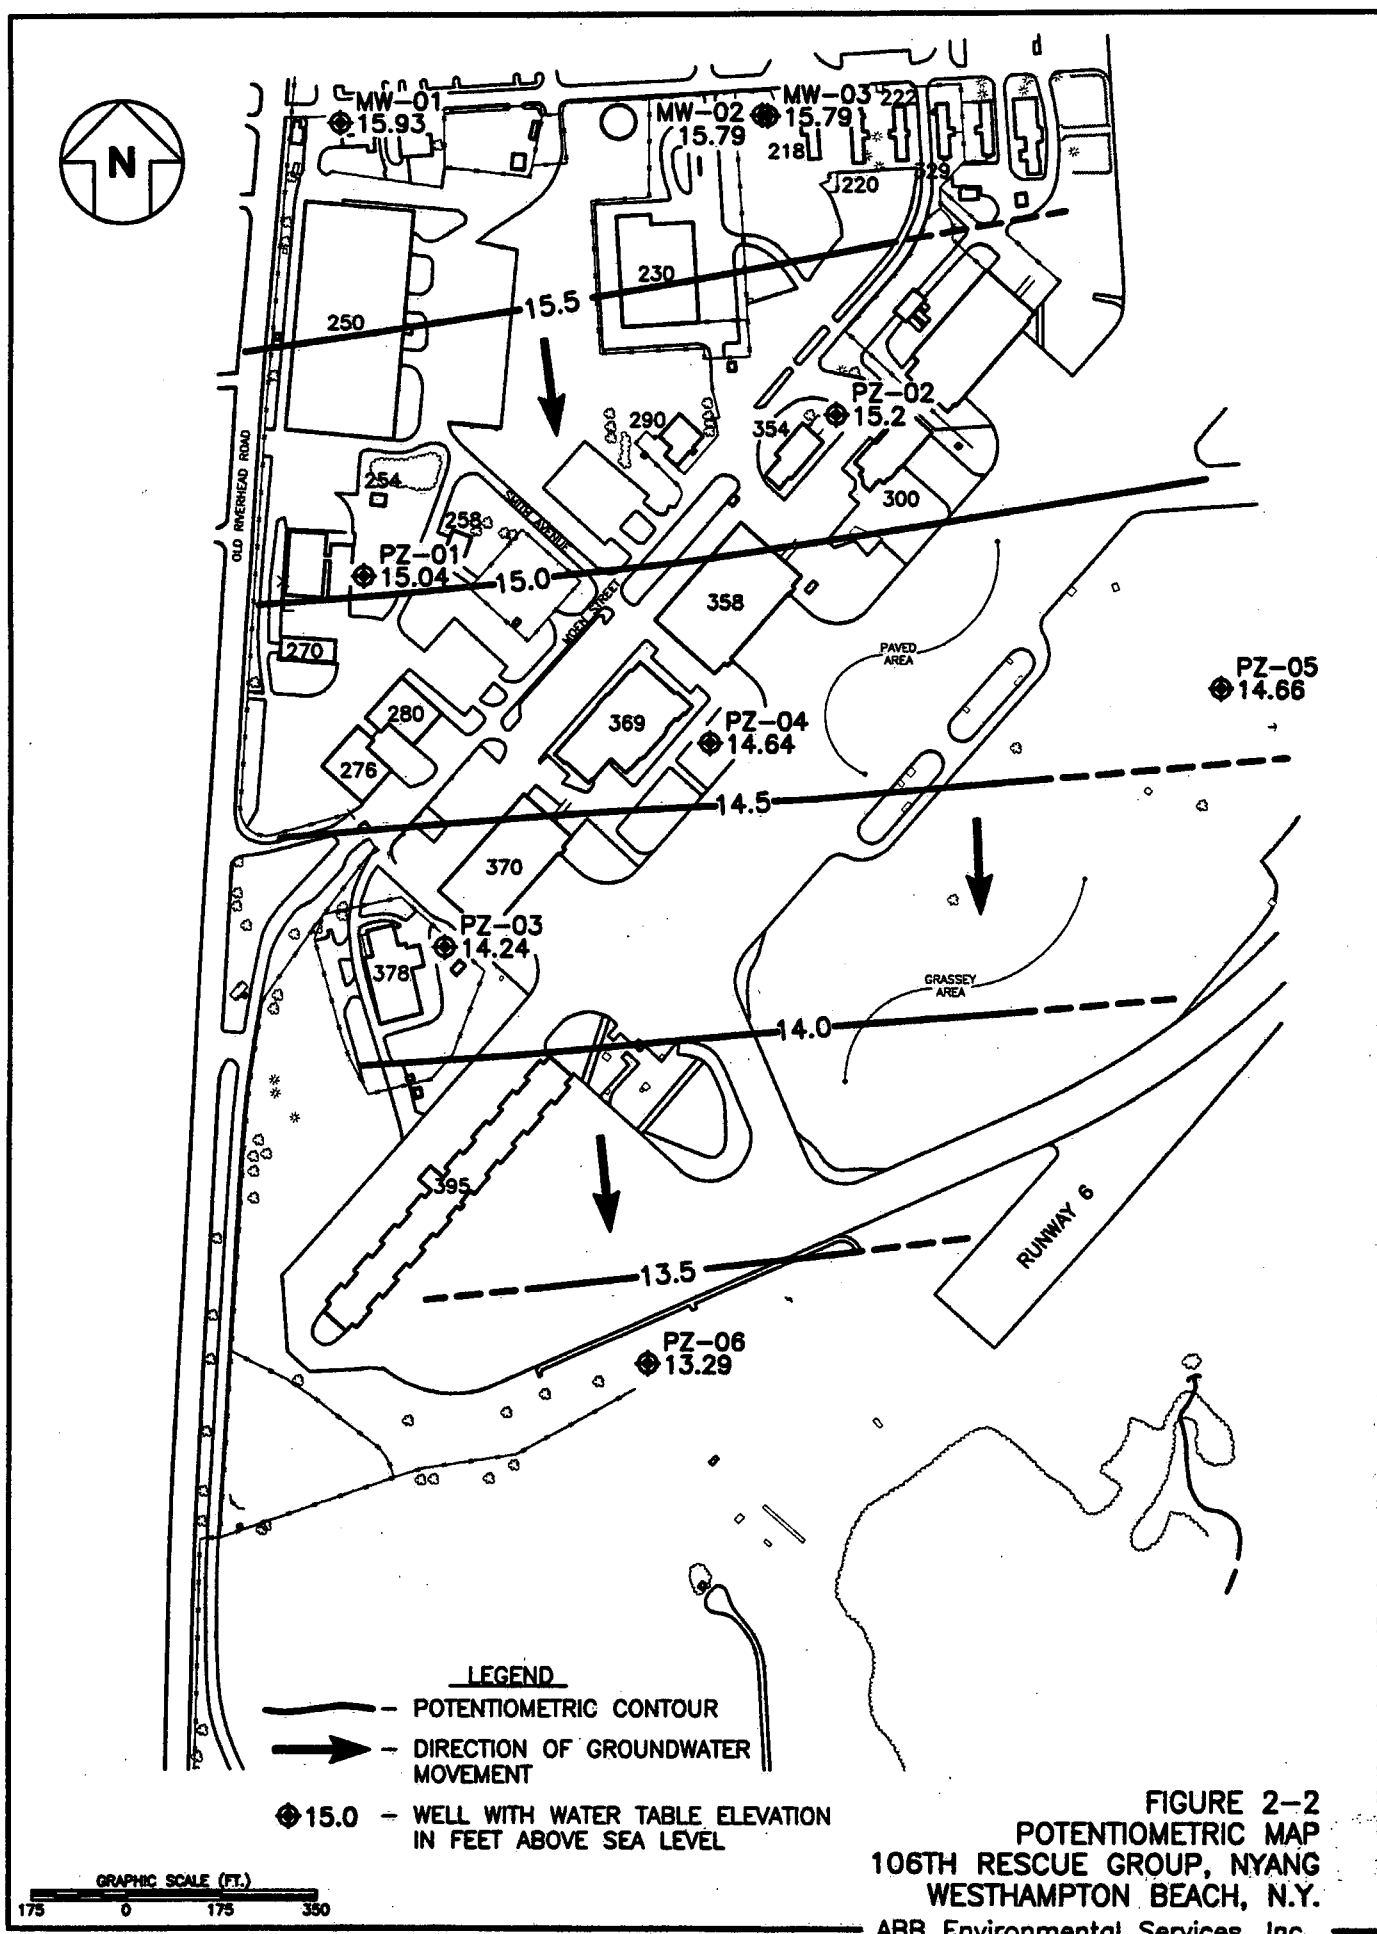 N
MW-01
15.93
MW-02
15.79
MW-03
15.79
222
218
220
329
230
250
15.5
PZ-02
15.2
290
354
300
254
258
SMITH AVENUE
OLD RIVERHEAD ROAD
PZ-01
15.04
15.0
MOEN STREET
358
270
PAVED
AREA
PZ-05
14.66
280
369
PZ-04
14.64
276
14.5
370
PZ-03
14.24
378
GRASSEY
AREA
14.0
395
RUNWAY 6
13.5
PZ-06
13.29
LEGEND
- POTENTIOMETRIC CONTOUR
- DIRECTION OF GROUNDWATER
MOVEMENT
15.0 - WELL WITH WATER TABLE ELEVATION
IN FEET ABOVE SEA LEVEL
GRAPHIC SCALE (FT.)
175 0 175 350
FIGURE 2-2
POTENTIOMETRIC MAP
106TH RESCUE GROUP, NYANG
WESTHAMPTON BEACH, N.Y.
ABB Environmental Services, Inc.